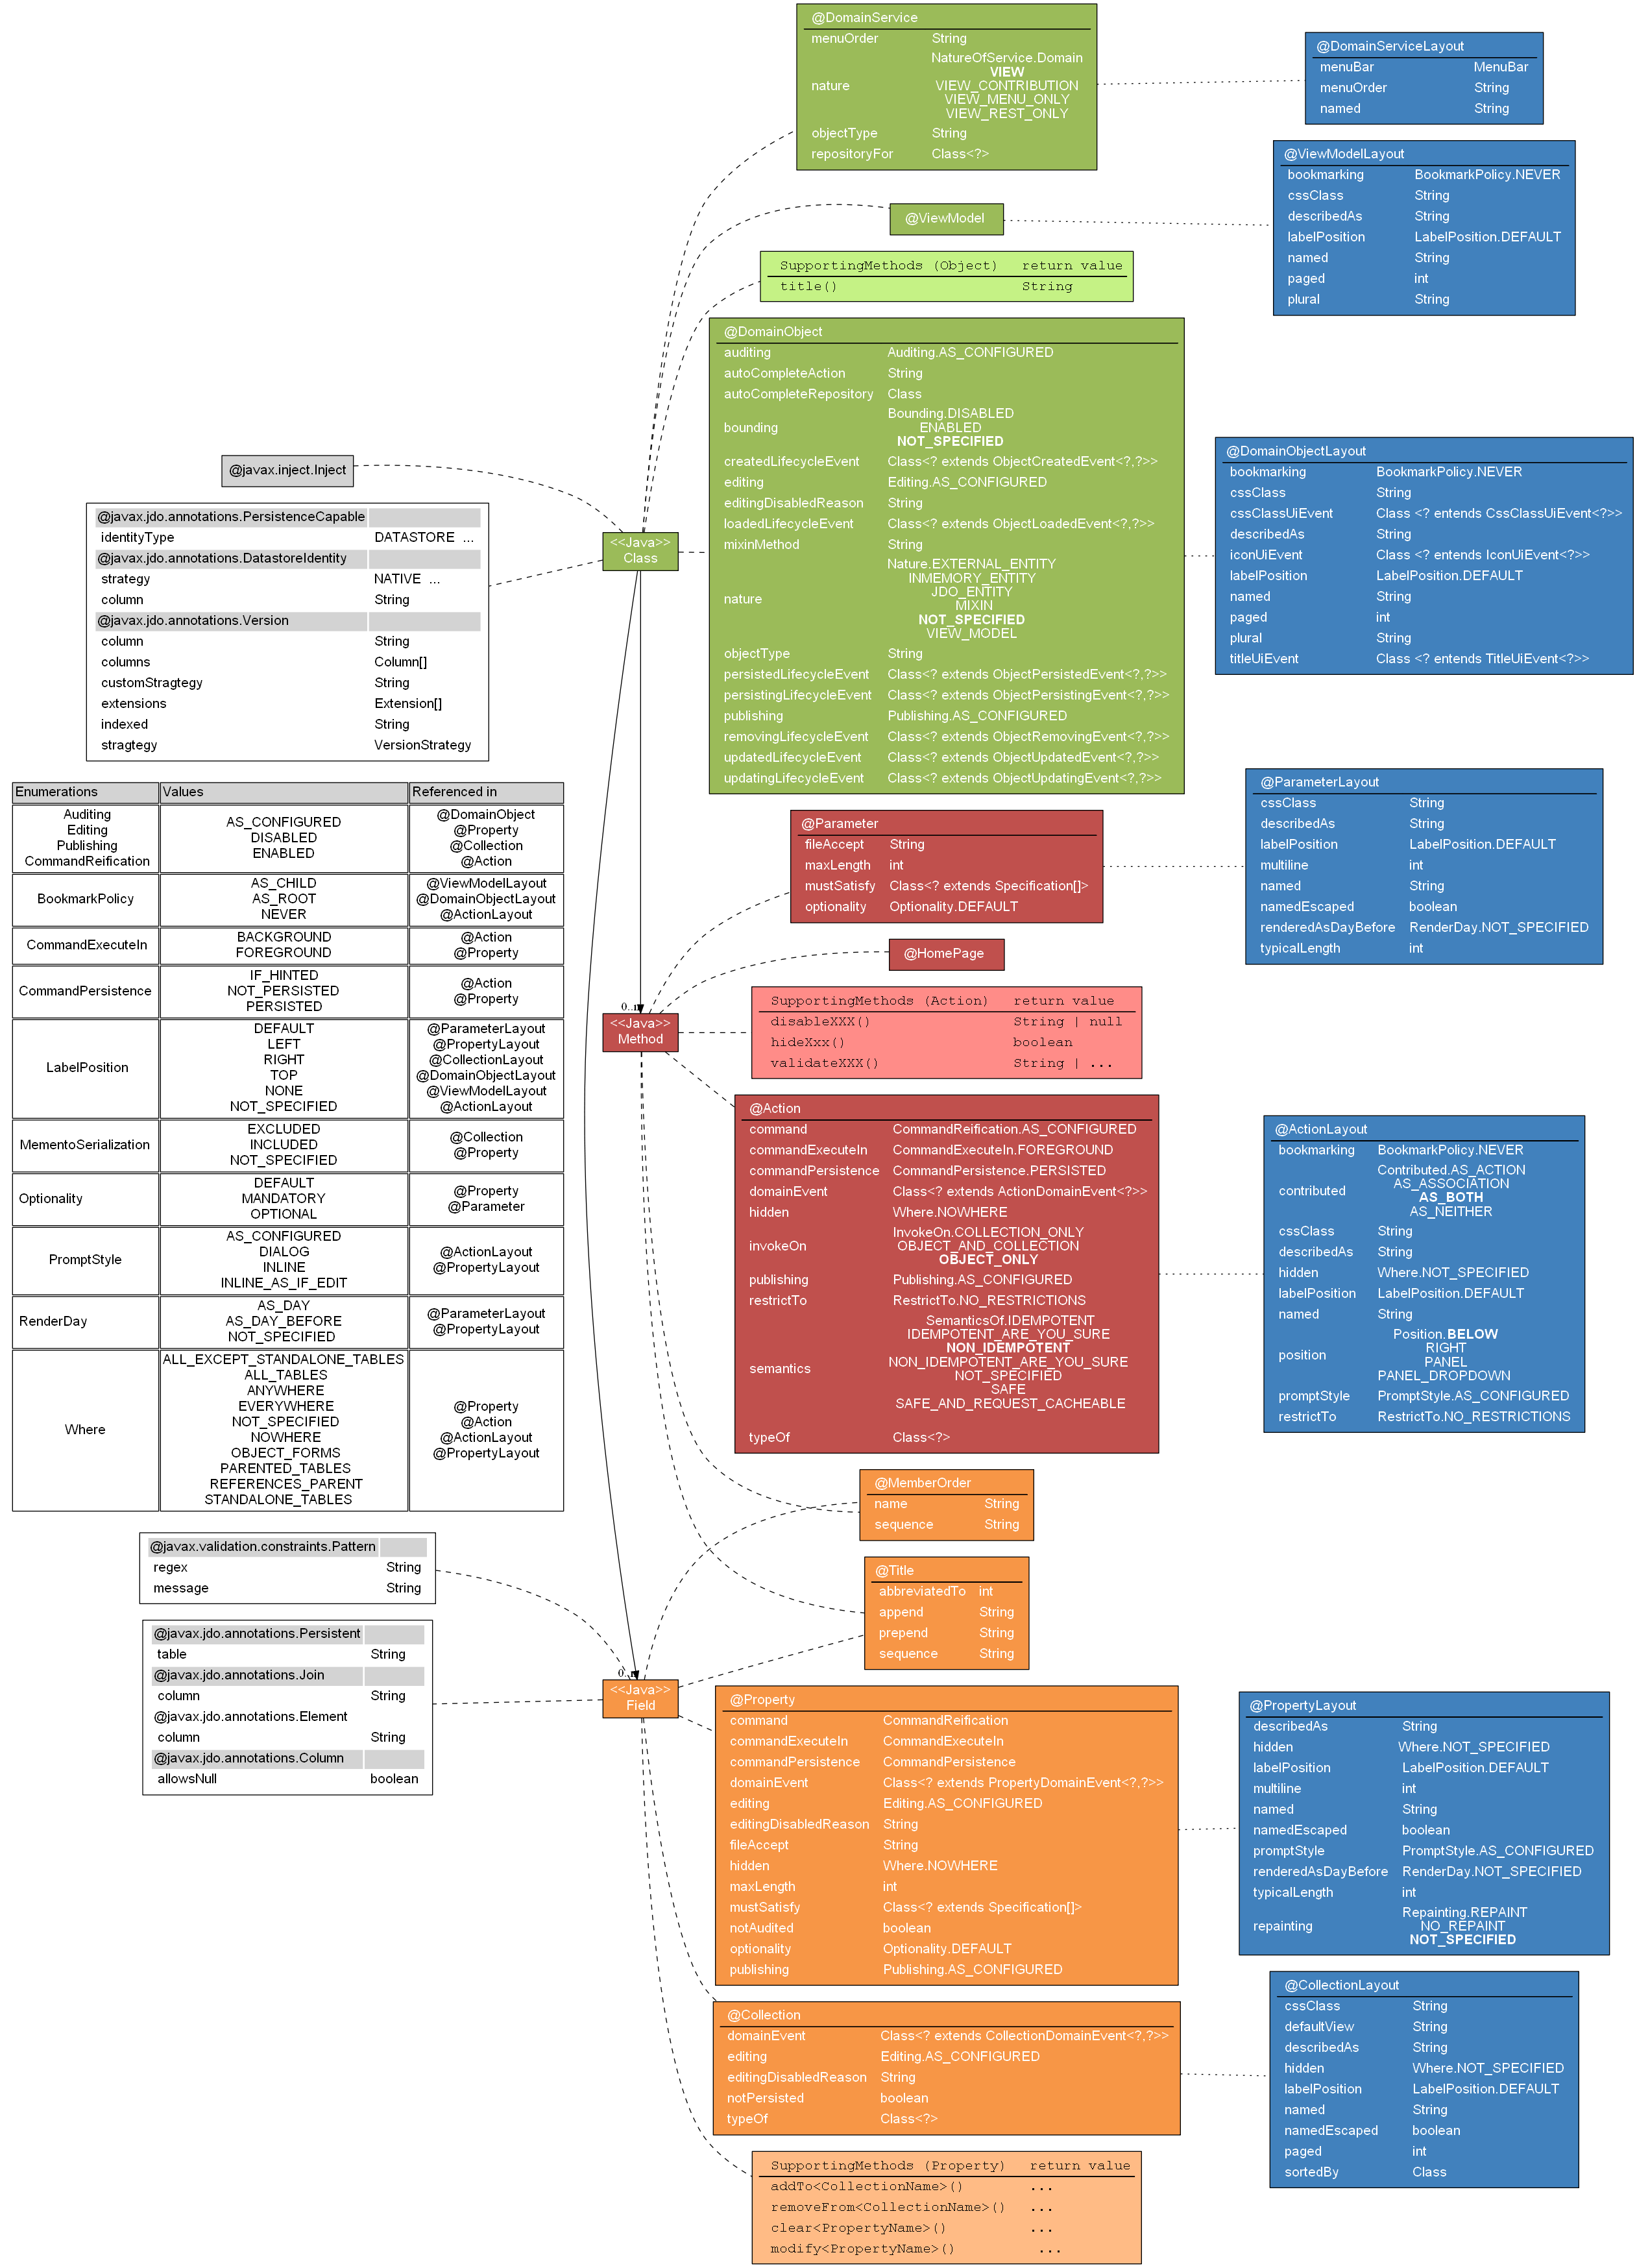 @DomainService
menuOrder String
nature NatureOfService.Domain
VIEW
VIEW_CONTRIBUTION
VIEW_MENU_ONLY
VIEW_REST_ONLY
objectType String
repositoryFor Class<?>
@DomainServiceLayout
menuBar MenuBar
menuOrder String
named String
@ViewModelLayout
bookmarking BookmarkPolicy.NEVER
cssClass String
describedAs String
labelPosition LabelPosition.DEFAULT
named String
paged int
plural String
@ViewModel
SupportingMethods (Object) return value
title() String
@DomainObject
auditing Auditing.AS_CONFIGURED
autoCompleteAction String
autoCompleteRepository Class
bounding Bounding.DISABLED
ENABLED
NOT_SPECIFIED
createdLifecycleEvent Class<? extends ObjectCreatedEvent<?,?>>
editing Editing.AS_CONFIGURED
editingDisabledReason String
loadedLifecycleEvent Class<? extends ObjectLoadedEvent<?,?>>
mixinMethod String
nature Nature.EXTERNAL_ENTITY
INMEMORY_ENTITY
JDO_ENTITY
MIXIN
NOT_SPECIFIED
VIEW_MODEL
objectType String
persistedLifecycleEvent Class<? extends ObjectPersistedEvent<?,?>>
persistingLifecycleEvent Class<? extends ObjectPersistingEvent<?,?>>
publishing Publishing.AS_CONFIGURED
removingLifecycleEvent Class<? extends ObjectRemovingEvent<?,?>>
updatedLifecycleEvent Class<? extends ObjectUpdatedEvent<?,?>>
updatingLifecycleEvent Class<? extends ObjectUpdatingEvent<?,?>>
@DomainObjectLayout
bookmarking BookmarkPolicy.NEVER
cssClass String
cssClassUiEvent Class <? entends CssClassUiEvent<?>>
describedAs String
iconUiEvent Class <? entends IconUiEvent<?>>
labelPosition LabelPosition.DEFAULT
named String
paged int
plural String
titleUiEvent Class <? entends TitleUiEvent<?>>
@javax.inject.Inject
@javax.jdo.annotations.PersistenceCapable
identityType DATASTORE ...
@javax.jdo.annotations.DatastoreIdentity
strategy NATIVE ...
column String
@javax.jdo.annotations.Version
column String
columns Column[]
customStragtegy String
extensions Extension[]
indexed String
stragtegy VersionStrategy
<<Java>>
Class
Enumerations Values Referenced in
Auditing
Editing
Publishing
CommandReification
AS_CONFIGURED
DISABLED
ENABLED
@DomainObject
@Property
@Collection
@Action
BookmarkPolicy
AS_CHILD
AS_ROOT
NEVER
@ViewModelLayout
@DomainObjectLayout
@ActionLayout
CommandExecuteIn
BACKGROUND
FOREGROUND
@Action
@Property
CommandPersistence
IF_HINTED
NOT_PERSISTED
PERSISTED
@Action
@Property
LabelPosition
DEFAULT
LEFT
RIGHT
TOP
NONE
NOT_SPECIFIED
@ParameterLayout
@PropertyLayout
@CollectionLayout
@DomainObjectLayout
@ViewModelLayout
@ActionLayout
MementoSerialization
EXCLUDED
INCLUDED
NOT_SPECIFIED
@Collection
@Property
Optionality
DEFAULT
MANDATORY
OPTIONAL
@Property
@Parameter
PromptStyle
AS_CONFIGURED
DIALOG
INLINE
INLINE_AS_IF_EDIT
@ActionLayout
@PropertyLayout
RenderDay
AS_DAY
AS_DAY_BEFORE
NOT_SPECIFIED
@ParameterLayout
@PropertyLayout
Where
ALL_EXCEPT_STANDALONE_TABLES
ALL_TABLES
ANYWHERE
EVERYWHERE
NOT_SPECIFIED
NOWHERE
OBJECT_FORMS
PARENTED_TABLES
REFERENCES_PARENT
STANDALONE_TABLES
@Property
@Action
@ActionLayout
@PropertyLayout
@Parameter
fileAccept String
maxLength int
mustSatisfy Class<? extends Specification[]>
optionality Optionality.DEFAULT
@ParameterLayout
cssClass String
describedAs String
labelPosition LabelPosition.DEFAULT
multiline int
named String
namedEscaped boolean
renderedAsDayBefore RenderDay.NOT_SPECIFIED
typicalLength int
@HomePage
<<Java>>
Method
SupportingMethods (Action) return value
disableXXX() String | null
hideXxx() boolean
validateXXX() String | ...
@Action
command CommandReification.AS_CONFIGURED
commandExecuteIn CommandExecuteIn.FOREGROUND
commandPersistence CommandPersistence.PERSISTED
domainEvent Class<? extends ActionDomainEvent<?>>
hidden Where.NOWHERE
invokeOn InvokeOn.COLLECTION_ONLY
OBJECT_AND_COLLECTION
OBJECT_ONLY
publishing Publishing.AS_CONFIGURED
restrictTo RestrictTo.NO_RESTRICTIONS
semantics SemanticsOf.IDEMPOTENT
IDEMPOTENT_ARE_YOU_SURE
NON_IDEMPOTENT
NON_IDEMPOTENT_ARE_YOU_SURE
NOT_SPECIFIED
SAFE
SAFE_AND_REQUEST_CACHEABLE
typeOf Class<?>
@ActionLayout
bookmarking BookmarkPolicy.NEVER
contributed Contributed.AS_ACTION
AS_ASSOCIATION
AS_BOTH
AS_NEITHER
cssClass String
describedAs String
hidden Where.NOT_SPECIFIED
labelPosition LabelPosition.DEFAULT
named String
position Position.BELOW
RIGHT
PANEL
PANEL_DROPDOWN
promptStyle PromptStyle.AS_CONFIGURED
restrictTo RestrictTo.NO_RESTRICTIONS
@MemberOrder
name String
sequence String
@Title
abbreviatedTo int
append String
prepend String
sequence String
@javax.validation.constraints.Pattern
regex String
message String
@javax.jdo.annotations.Persistent
table String
@javax.jdo.annotations.Join
column String
@javax.jdo.annotations.Element
column String
@javax.jdo.annotations.Column
allowsNull boolean
<<Java>>
Field
@Property
command CommandReification
commandExecuteIn CommandExecuteIn
commandPersistence CommandPersistence
domainEvent Class<? extends PropertyDomainEvent<?,?>>
editing Editing.AS_CONFIGURED
editingDisabledReason String
fileAccept String
hidden Where.NOWHERE
maxLength int
mustSatisfy Class<? extends Specification[]>
notAudited boolean
optionality Optionality.DEFAULT
publishing Publishing.AS_CONFIGURED
@PropertyLayout
describedAs String
hidden Where.NOT_SPECIFIED
labelPosition LabelPosition.DEFAULT
multiline int
named String
namedEscaped boolean
promptStyle PromptStyle.AS_CONFIGURED
renderedAsDayBefore RenderDay.NOT_SPECIFIED
typicalLength int
repainting Repainting.REPAINT
NO_REPAINT
NOT_SPECIFIED
@Collection
domainEvent Class<? extends CollectionDomainEvent<?,?>>
editing Editing.AS_CONFIGURED
editingDisabledReason String
notPersisted boolean
typeOf Class<?>
@CollectionLayout
cssClass String
defaultView String
describedAs String
hidden Where.NOT_SPECIFIED
labelPosition LabelPosition.DEFAULT
named String
namedEscaped boolean
paged int
sortedBy Class
SupportingMethods (Property) return value
addTo<CollectionName>() ...
removeFrom<CollectionName>() ...
clear<PropertyName>() ...
modify<PropertyName>() ...